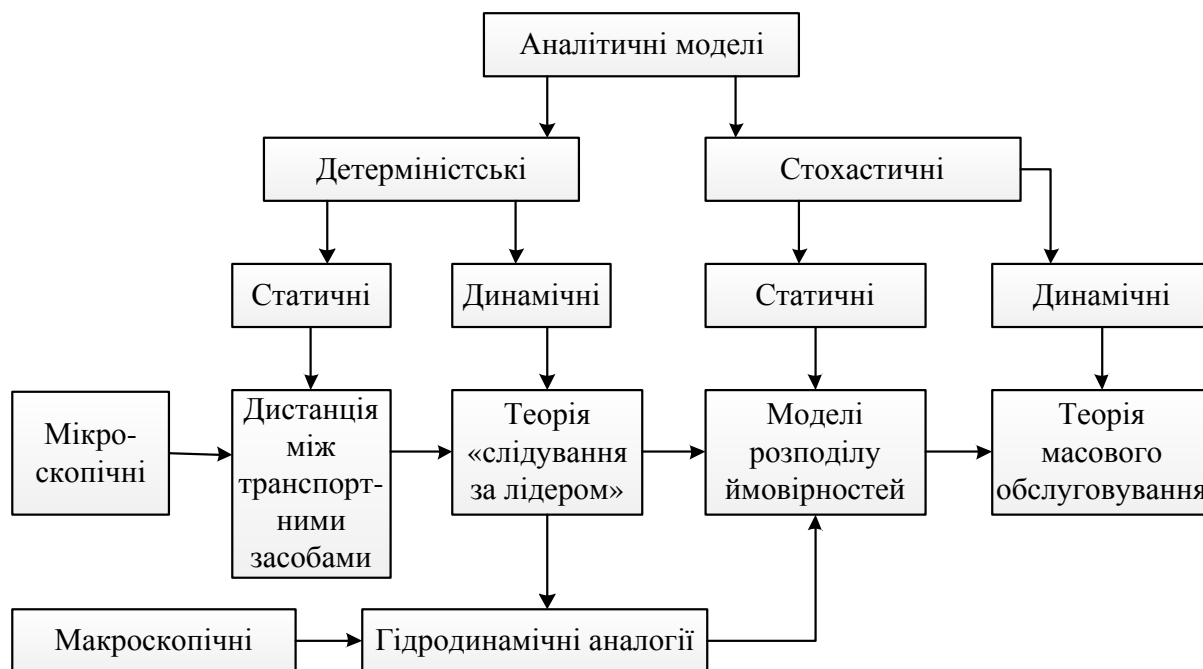 Аналітичні моделі
Детерміністські
Стохастичні
Статичні
Динамічні
Статичні
Динамічні
Мікро-
скопічні
Дистанція
між
транспорт-
ними
засобами
Теорія
«слідування
за лідером»
Моделі
розподілу
ймовірностей
Теорія
масового
обслуговування
Макроскопічні
Гідродинамічні аналогії